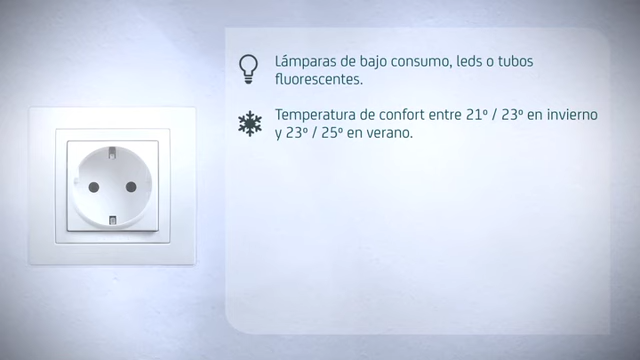 Lámparas de bajo consumo, leds o tubos
fluorescentes.
Temperatura de confort entre 21º / 23º en invierno
y 23º / 25º en verano.